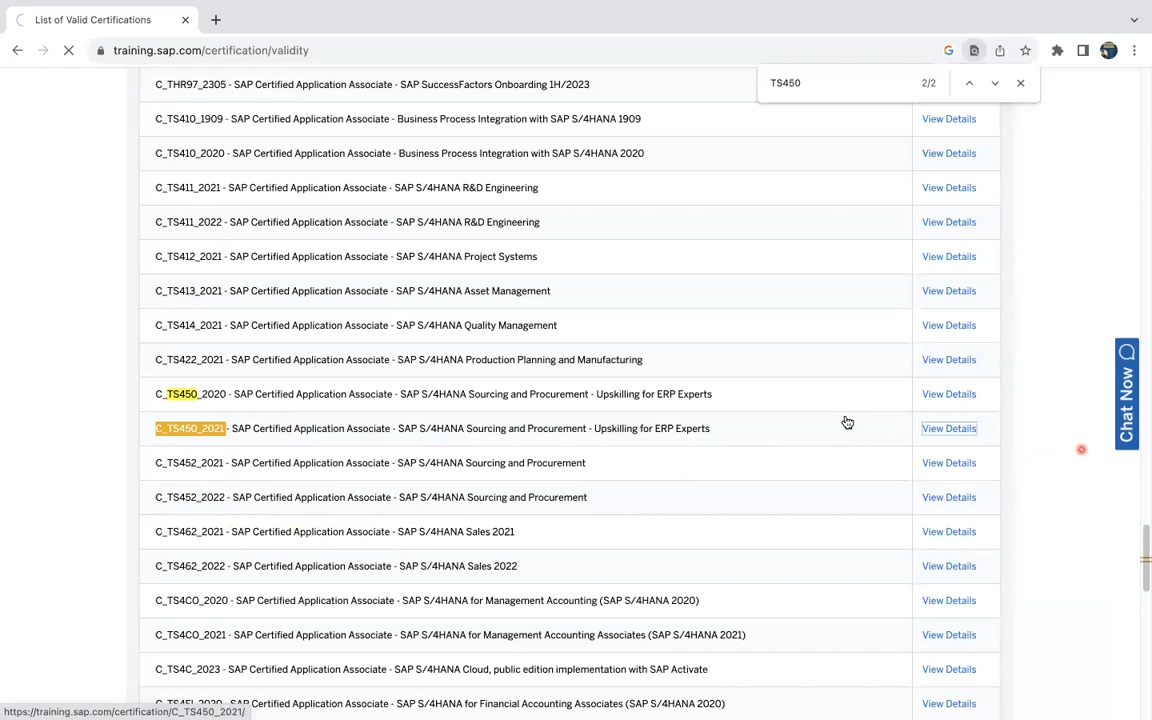 List of Valid Certifications
training.sap.com/certification/validity
TS450 2/2
C_THR97_2305 - SAP Certified Application Associate - SAP SuccessFactors Onboarding 1H/2023
C_TS410_1909 - SAP Certified Application Associate - Business Process Integration with SAP S/4HANA 1909 View Details
C_TS410_2020 - SAP Certified Application Associate - Business Process Integration with SAP S/4HANA 2020 View Details
C_TS411_2021 - SAP Certified Application Associate - SAP S/4HANA R&D Engineering View Details
C_TS411_2022 - SAP Certified Application Associate - SAP S/4HANA R&D Engineering View Details
C_TS412_2021 - SAP Certified Application Associate - SAP S/4HANA Project Systems View Details
C_TS413_2021 - SAP Certified Application Associate - SAP S/4HANA Asset Management View Details
C_TS414_2021 - SAP Certified Application Associate - SAP S/4HANA Quality Management View Details
C_TS422_2021 - SAP Certified Application Associate - SAP S/4HANA Production Planning and Manufacturing View Details
C_TS450_2020 - SAP Certified Application Associate - SAP S/4HANA Sourcing and Procurement - Upskilling for ERP Experts View Details
C_TS450_2021 - SAP Certified Application Associate - SAP S/4HANA Sourcing and Procurement - Upskilling for ERP Experts View Details
C_TS452_2021 - SAP Certified Application Associate - SAP S/4HANA Sourcing and Procurement View Details
C_TS452_2022 - SAP Certified Application Associate - SAP S/4HANA Sourcing and Procurement View Details
C_TS462_2021 - SAP Certified Application Associate - SAP S/4HANA Sales 2021 View Details
C_TS462_2022 - SAP Certified Application Associate - SAP S/4HANA Sales 2022 View Details
C_TS4CO_2020 - SAP Certified Application Associate - SAP S/4HANA for Management Accounting (SAP S/4HANA 2020) View Details
C_TS4CO_2021 - SAP Certified Application Associate - SAP S/4HANA for Management Accounting Associates (SAP S/4HANA 2021) View Details
C_TS4C_2023 - SAP Certified Application Associate - SAP S/4HANA Cloud, public edition implementation with SAP Activate View Details
C_TS4FI_2020 - SAP Certified Application Associate - SAP S/4HANA for Financial Accounting Associates (SAP S/4HANA 2020) View Details
Chat Now
https://training.sap.com/certification/C_TS450_2021/